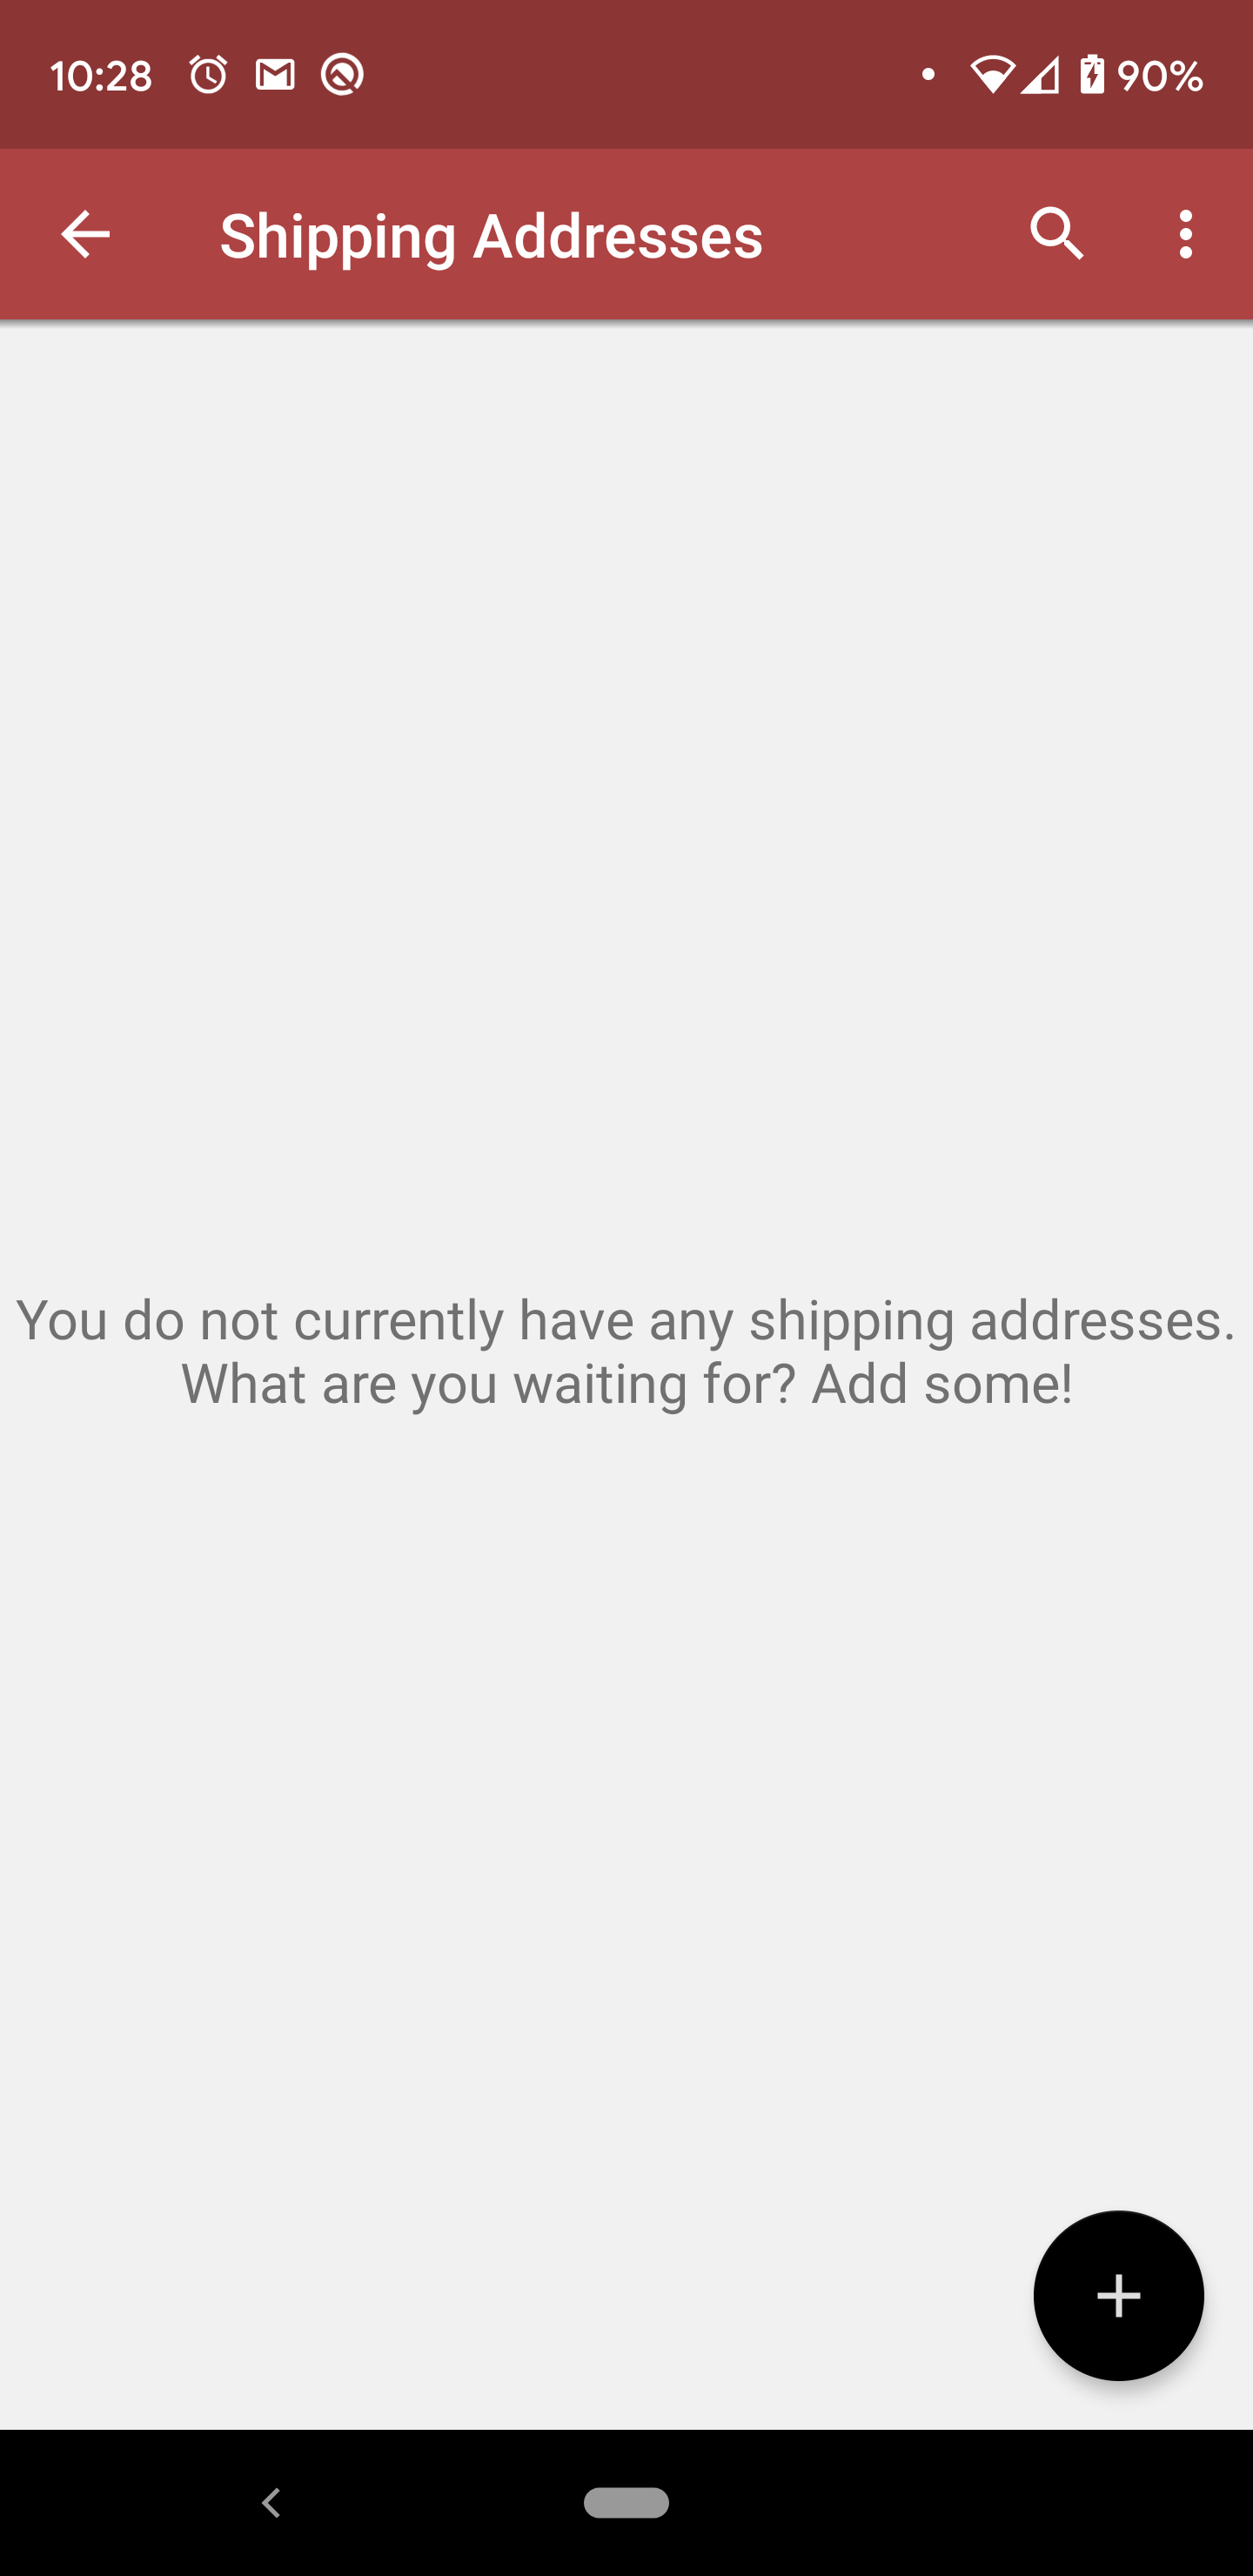 10:28
90%
Shipping Addresses
You do not currently have any shipping addresses.
What are you waiting for? Add some!